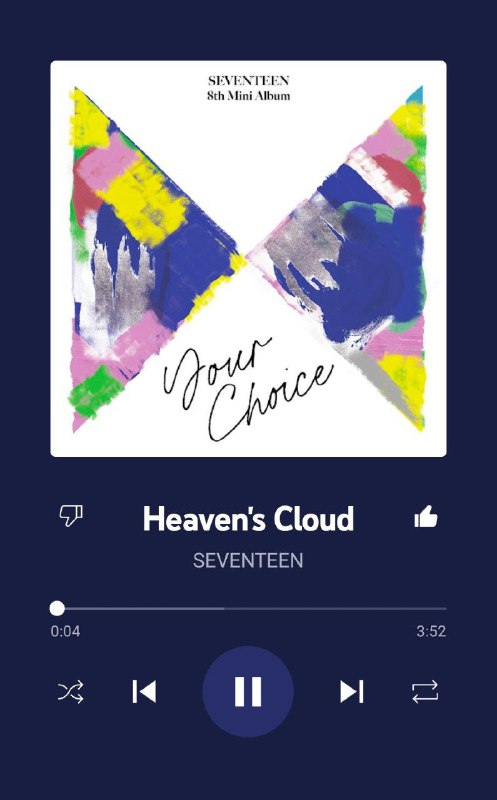 SEVENTEEN
8th Mini Album
Your
Choice
Heaven's Cloud
SEVENTEEN
0:04 3:52